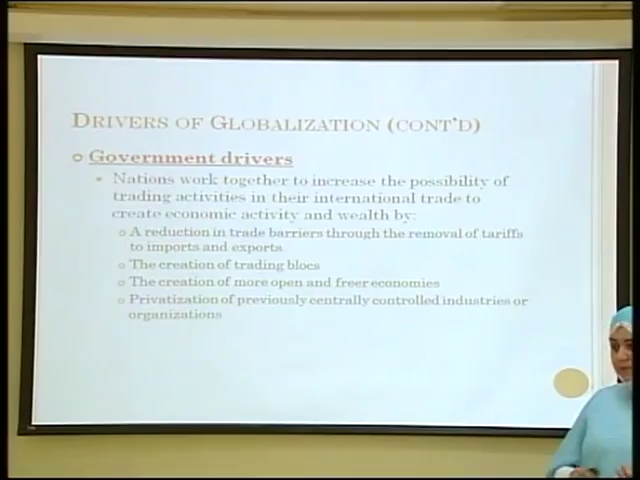 DRIVERS OF GLOBALIZATION (CONT'D)
Government drivers
Nations work together to increase the possibility of
trading activities in their international trade to
create economic activity and wealth by:
A reduction in trade barriers through the removal of tariffs
to imports and exports
The creation of trading blocs
The creation of more open and freer economies
Privatization of previously centrally controlled industries or
organizations